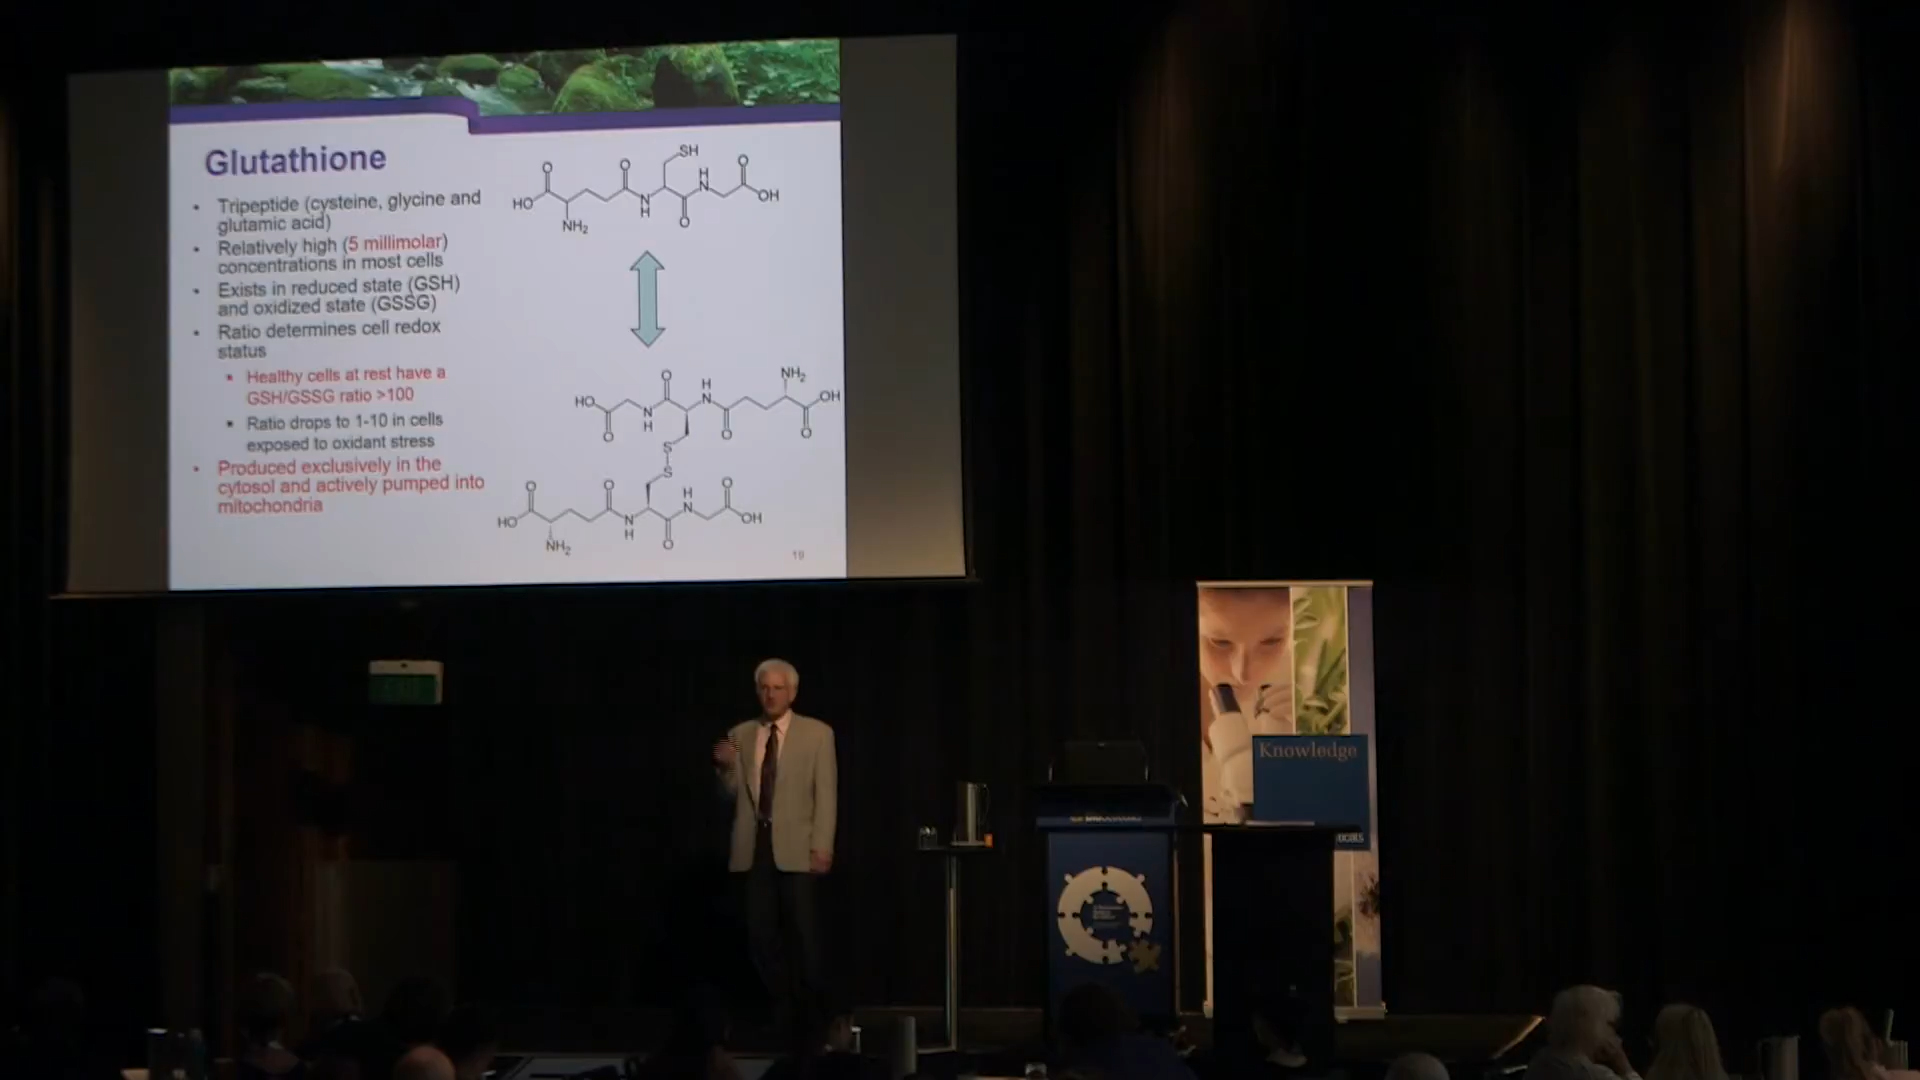 Glutathione
• Tripeptide (cysteine, glycine and
glutamic acid)
• Relatively high (5 millimolar)
concentrations in most cells
• Exists in reduced state (GSH)
and oxidized state (GSSG)
• Ratio determines cell redox
status
▪ Healthy cells at rest have a
GSH/GSSG ratio >100
▪ Ratio drops to 1-10 in cells
exposed to oxidant stress
• Produced exclusively in the
cytosol and actively pumped into
mitochondria
SH
O O H O
HO N N OH
H
NH₂ O
O H NH₂
HO N N OH
H
O O O
S
S
O O H O
HO N N OH
H
NH₂ O
19
Knowledge